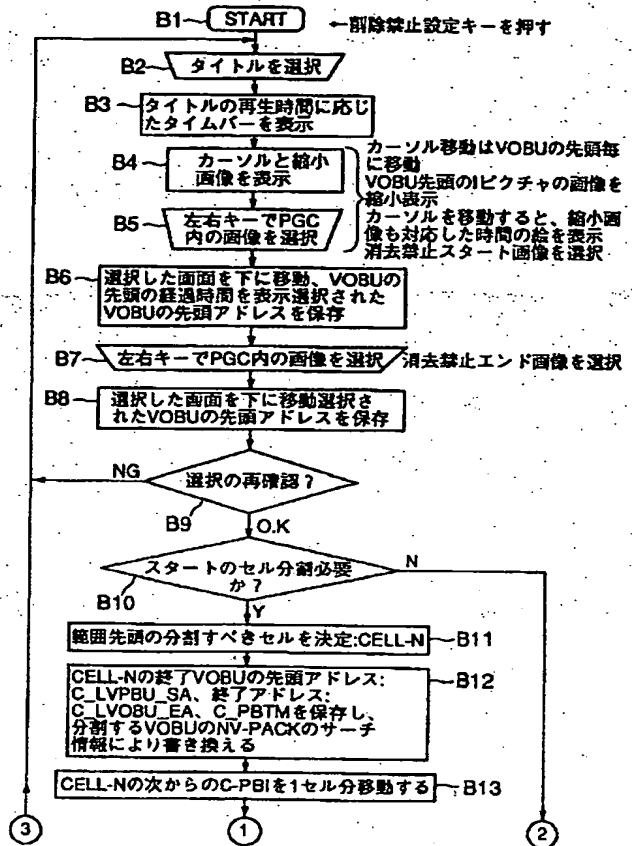 B1
START
←削除禁止設定キーを押す
B2
タイトルを選択
B3
タイトルの再生時間に応じ
たタイムバーを表示
B4
カーソルと縮小
画像を表示
カーソル移動はVOBUの先頭毎
に移動
VOBU先頭のIピクチャの画像を
縮小表示
カーソルを移動すると、縮小画
像も対応した時間の絵を表示
消去禁止スタート画像を選択
B5
左右キーでPGC
内の画像を選択
B6
選択した画面を下に移動、VOBUの
先頭の経過時間を表示選択された
VOBUの先頭アドレスを保存
B7
左右キーでPGC内の画像を選択
消去禁止エンド画像を選択
B8
選択した画面を下に移動選択さ
れたVOBUの先頭アドレスを保存
NG
選択の再確認?
B9
O.K
スタートのセル分割必要
か?
N
B10
Y
範囲先頭の分割すべきセルを決定:CELL-N
B11
CELL-Nの終了VOBUの先頭アドレス:
C_LVPBU_SA、終了アドレス:
C_LVOBU_EA、C_PBTMを保存し、
分割するVOBUのNV-PACKのサーチ
情報により書き換える
B12
CELL-Nの次からのC-PBIを1セル分移動する
B13
3
1
2